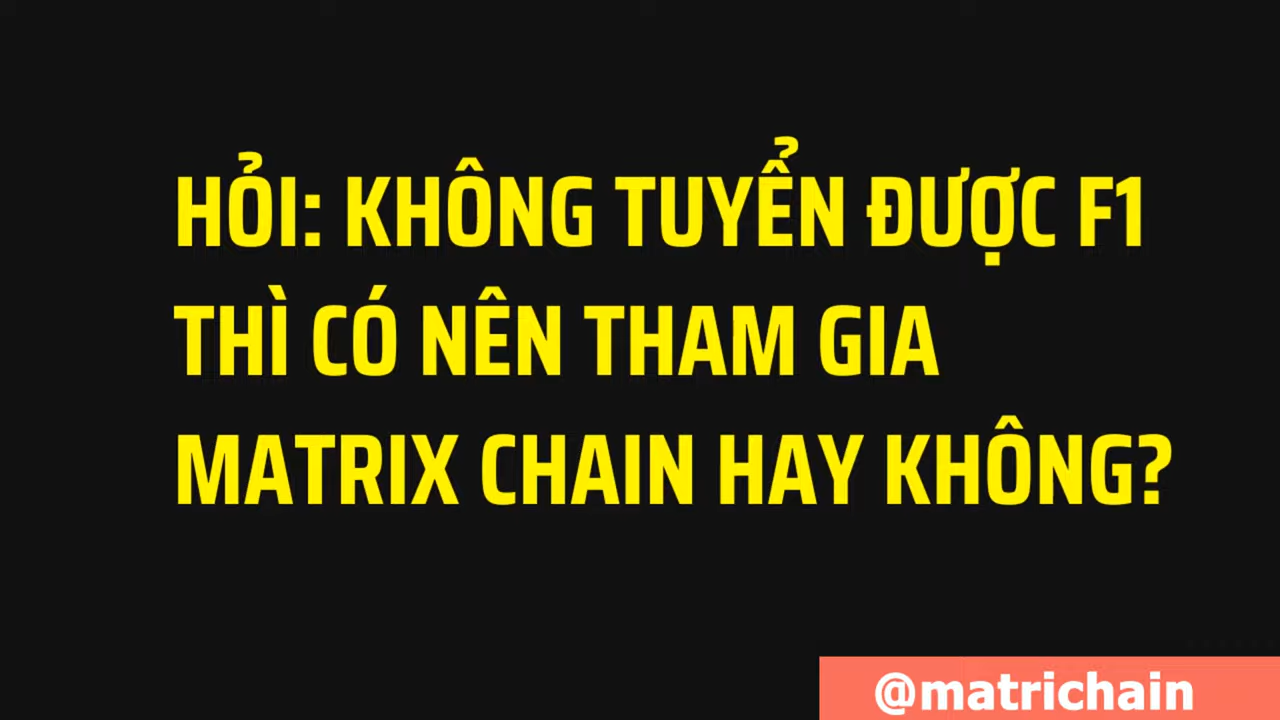 HỎI: KHÔNG TUYỂN ĐƯỢC F1
THÌ CÓ NÊN THAM GIA
MATRIX CHAIN HAY KHÔNG?
@matrichain